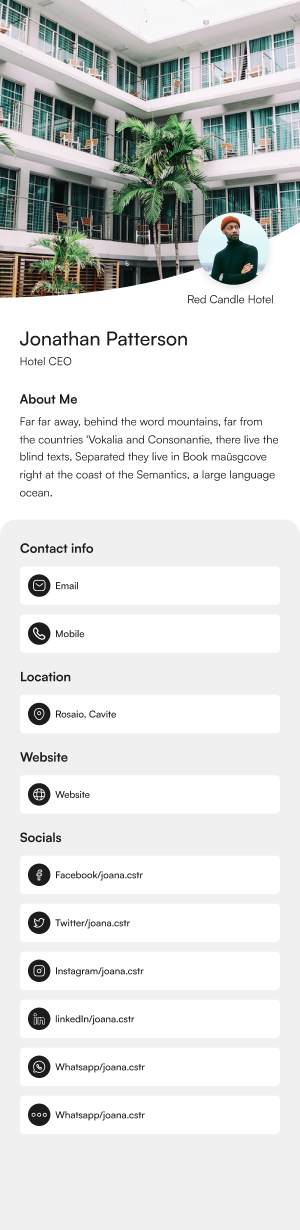 Red Candle Hotel
Jonathan Patterson
Hotel CEO
About Me
Far far away, behind the word mountains, far from
the countries 'Vokalia and Consonantie, there live the
blind texts, Separated they live in Book maüsgcove
right at the coast ot the Semantics, a large language
ocean.
Contact info
Email
Mobile
Location
Rosaio, Cavite
Website
Website
Socials
Facebook/joana.cstr
Twitter/joana.cstr
Instagram/joana.cstr
linkedIn/joana.cstr
Whatsapp/joana.cstr
Whatsapp/joana.cstr